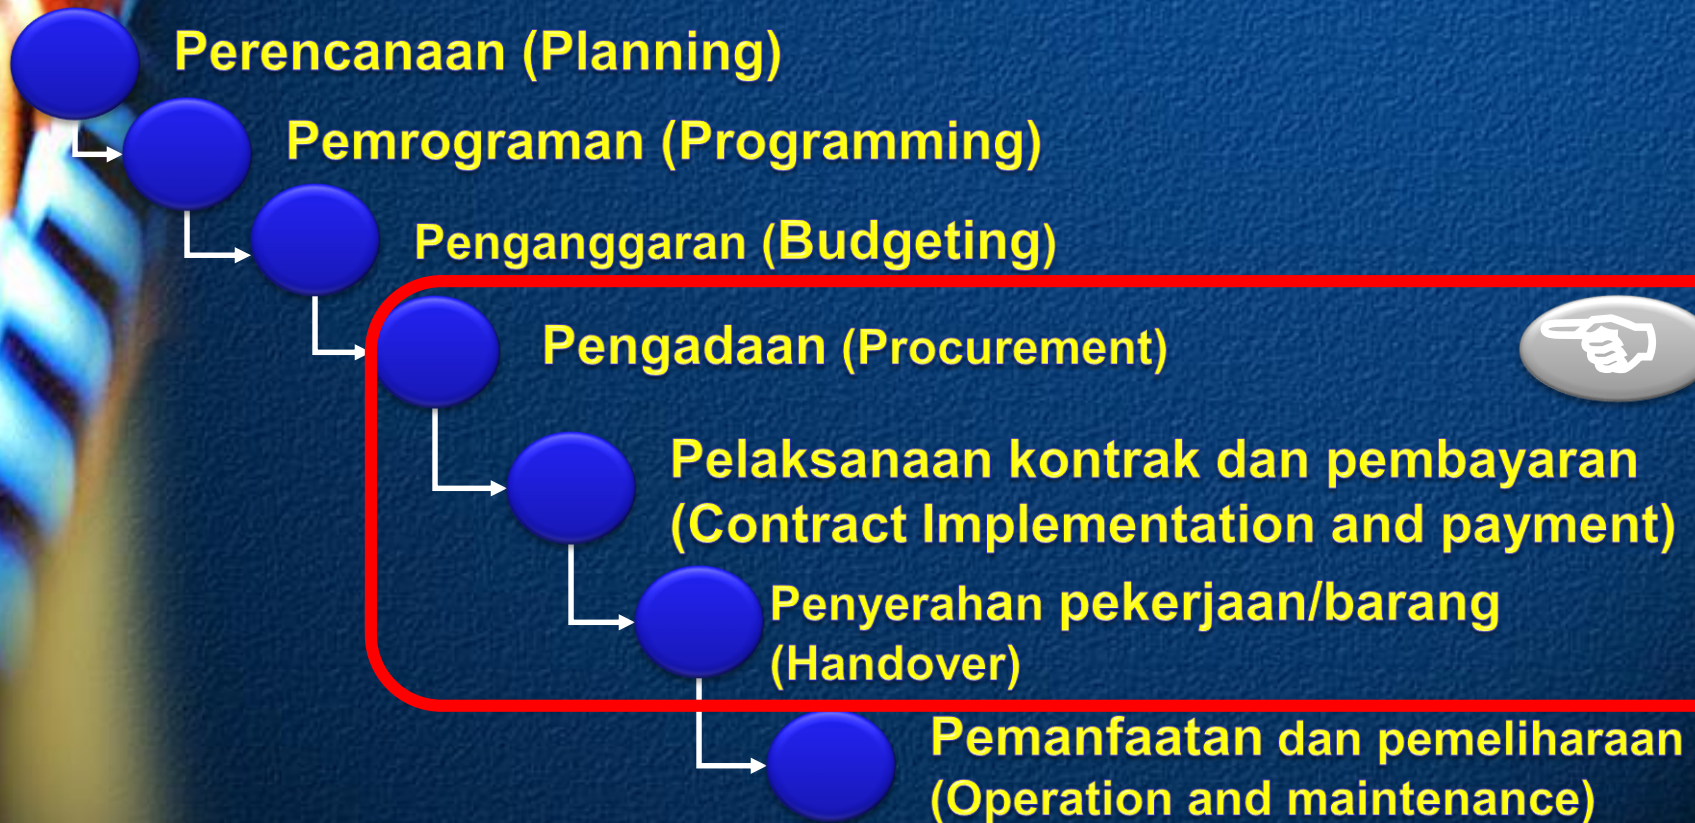 Perencanaan (Planning)
Pemrograman (Programming)
Penganggaran (Budgeting)
Pengadaan (Procurement)
Pelaksanaan kontrak dan pembayaran
(Contract Implementation and payment)
Penyerahan pekerjaan/barang
(Handover)
Pemanfaatan dan pemeliharaan
(Operation and maintenance)